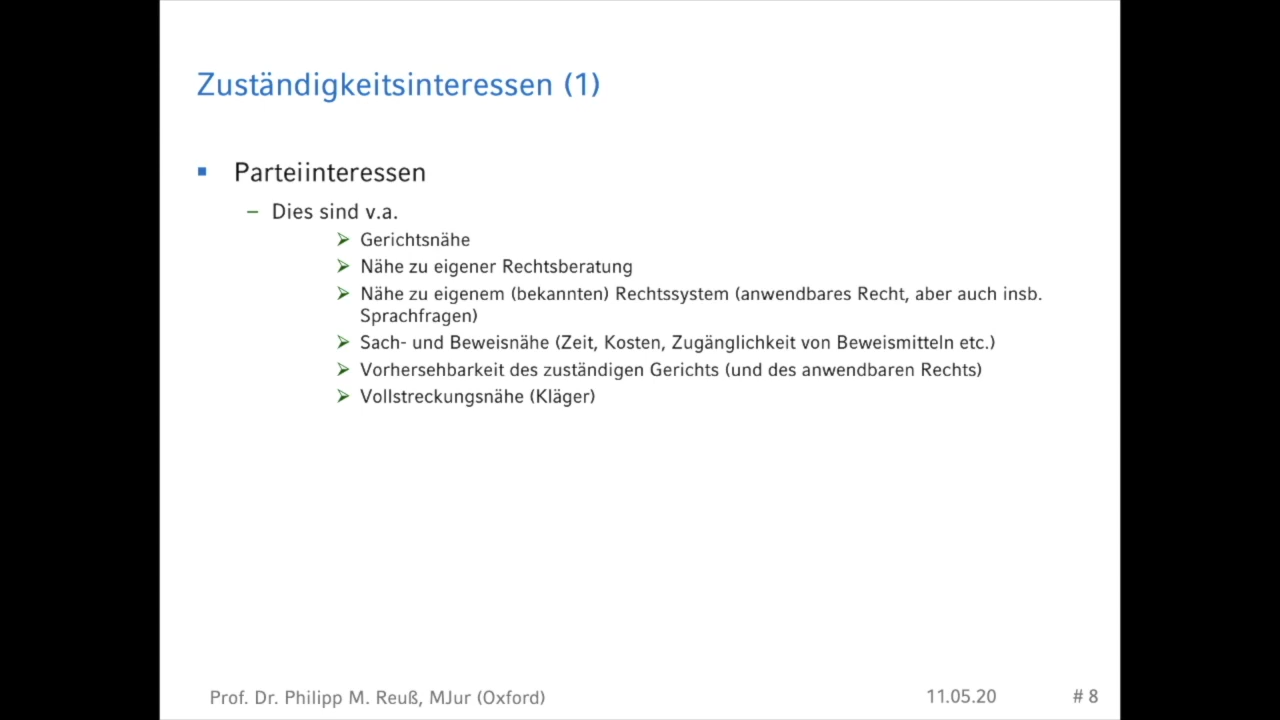 Zuständigkeitsinteressen (1)
Parteiinteressen
– Dies sind v.a.
Gerichtsnähe
Nähe zu eigener Rechtsberatung
Nähe zu eigenem (bekannten) Rechtssystem (anwendbares Recht, aber auch insb.
Sprachfragen)
Sach- und Beweisnähe (Zeit, Kosten, Zugänglichkeit von Beweismitteln etc.)
Vorhersehbarkeit des zuständigen Gerichts (und des anwendbaren Rechts)
Vollstreckungsnähe (Kläger)
Prof. Dr. Philipp M. Reuß, MJur (Oxford) 11.05.20 # 8